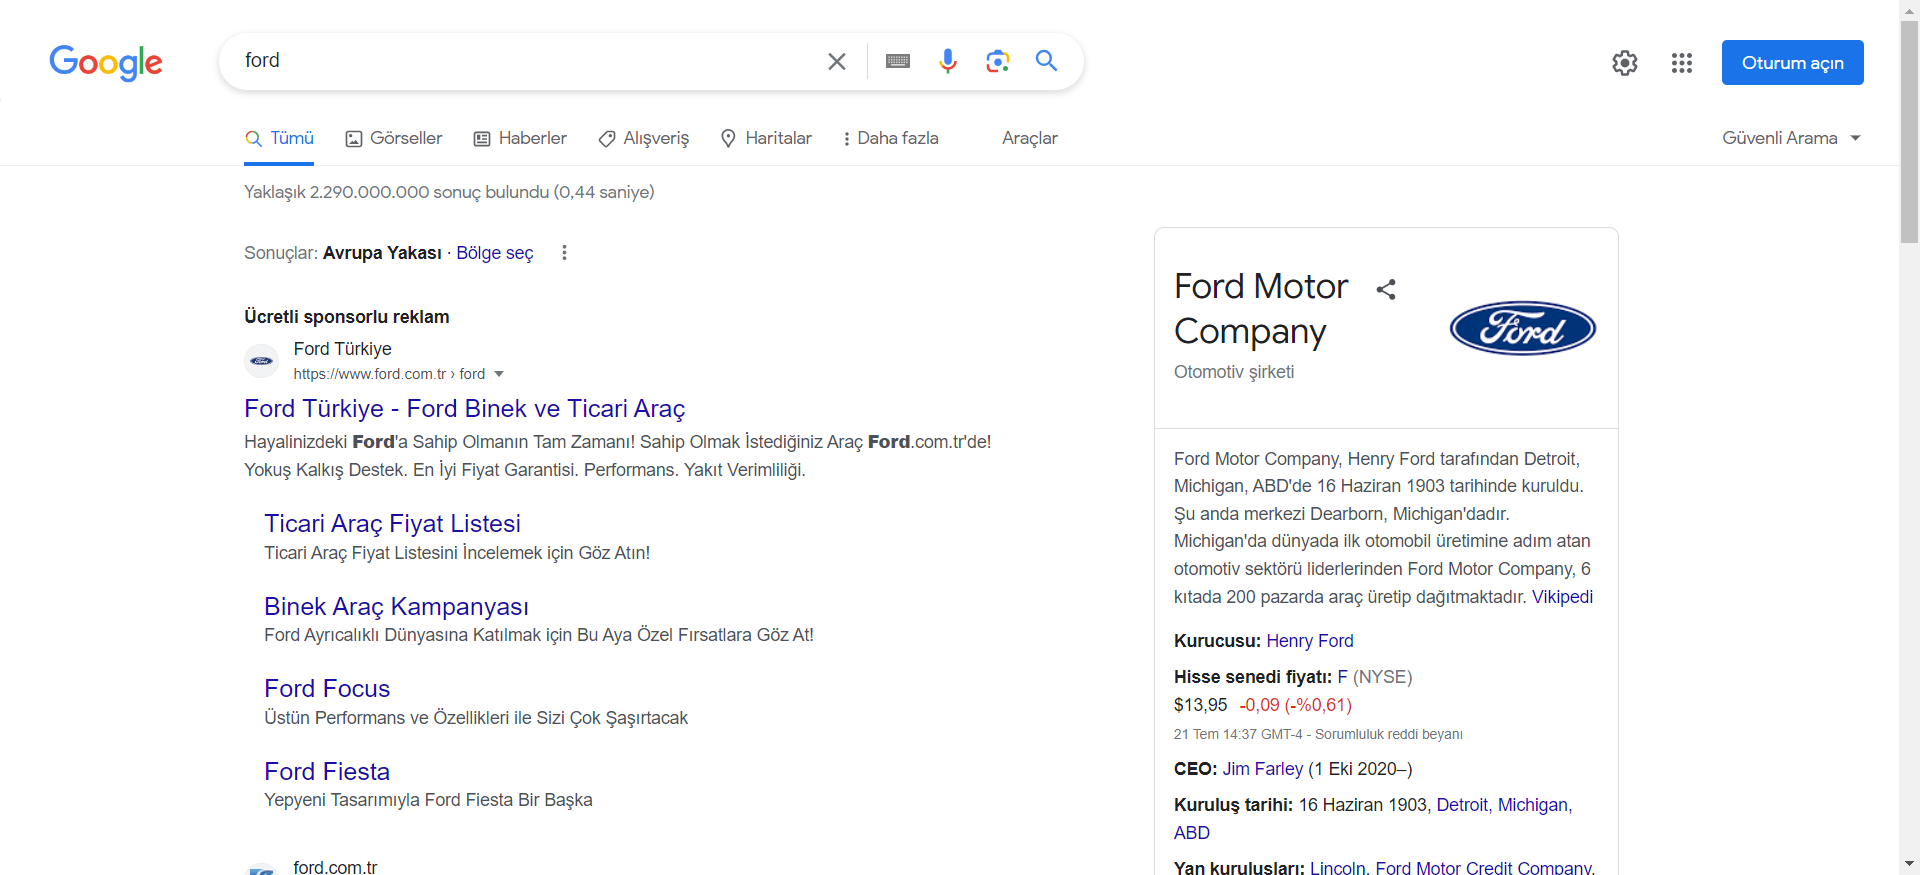 Google
ford
Oturum açın
Tümü
Görseller
Haberler
Alışveriş
Haritalar
Daha fazla
Araçlar
Güvenli Arama
Yaklaşık 2.290.000.000 sonuç bulundu (0,44 saniye)
Sonuçlar: Avrupa Yakası · Bölge seç
Ücretli sponsorlu reklam
Ford
Ford Türkiye
https://www.ford.com.tr › ford
Ford Türkiye - Ford Binek ve Ticari Araç
Hayalinizdeki Ford'a Sahip Olmanın Tam Zamanı! Sahip Olmak İstediğiniz Araç Ford.com.tr'de!
Yokuş Kalkış Destek. En İyi Fiyat Garantisi. Performans. Yakıt Verimliliği.
Ticari Araç Fiyat Listesi
Ticari Araç Fiyat Listesini İncelemek için Göz Atın!
Binek Araç Kampanyası
Ford Ayrıcalıklı Dünyasına Katılmak için Bu Aya Özel Fırsatlara Göz At!
Ford Focus
Üstün Performans ve Özellikleri ile Sizi Çok Şaşırtacak
Ford Fiesta
Yepyeni Tasarımıyla Ford Fiesta Bir Başka
ford.com.tr
Ford Motor
Company
Otomotiv şirketi
Ford
Ford Motor Company, Henry Ford tarafından Detroit,
Michigan, ABD'de 16 Haziran 1903 tarihinde kuruldu.
Şu anda merkezi Dearborn, Michigan'dadır.
Michigan'da dünyada ilk otomobil üretimine adım atan
otomotiv sektörü liderlerinden Ford Motor Company, 6
kıtada 200 pazarda araç üretip dağıtmaktadır. Vikipedi
Kurucusu: Henry Ford
Hisse senedi fiyatı: F (NYSE)
$13,95 -0,09 (-%0,61)
21 Tem 14:37 GMT-4 - Sorumluluk reddi beyanı
CEO: Jim Farley (1 Eki 2020–)
Kuruluş tarihi: 16 Haziran 1903, Detroit, Michigan,
ABD
Yan kuruluşları: Lincoln, Ford Motor Credit Company,